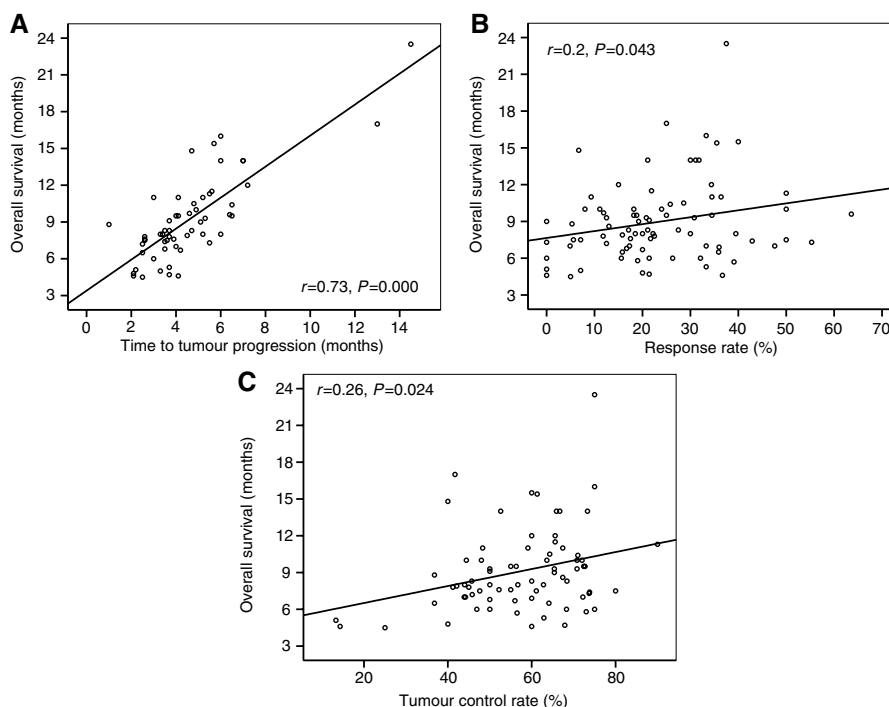 A
24
21
18
15
12
9
6
3
Overall survival (months)
r=0.73, P=0.000
0 2 4 6 8 10 12 14
Time to tumour progression (months)
B
24
21
18
15
12
9
6
3
Overall survival (months)
r=0.2, P=0.043
0 10 20 30 40 50 60 70
Response rate (%)
C
24
21
18
15
12
9
6
3
Overall survival (months)
r=0.26, P=0.024
20 40 60 80
Tumour control rate (%)